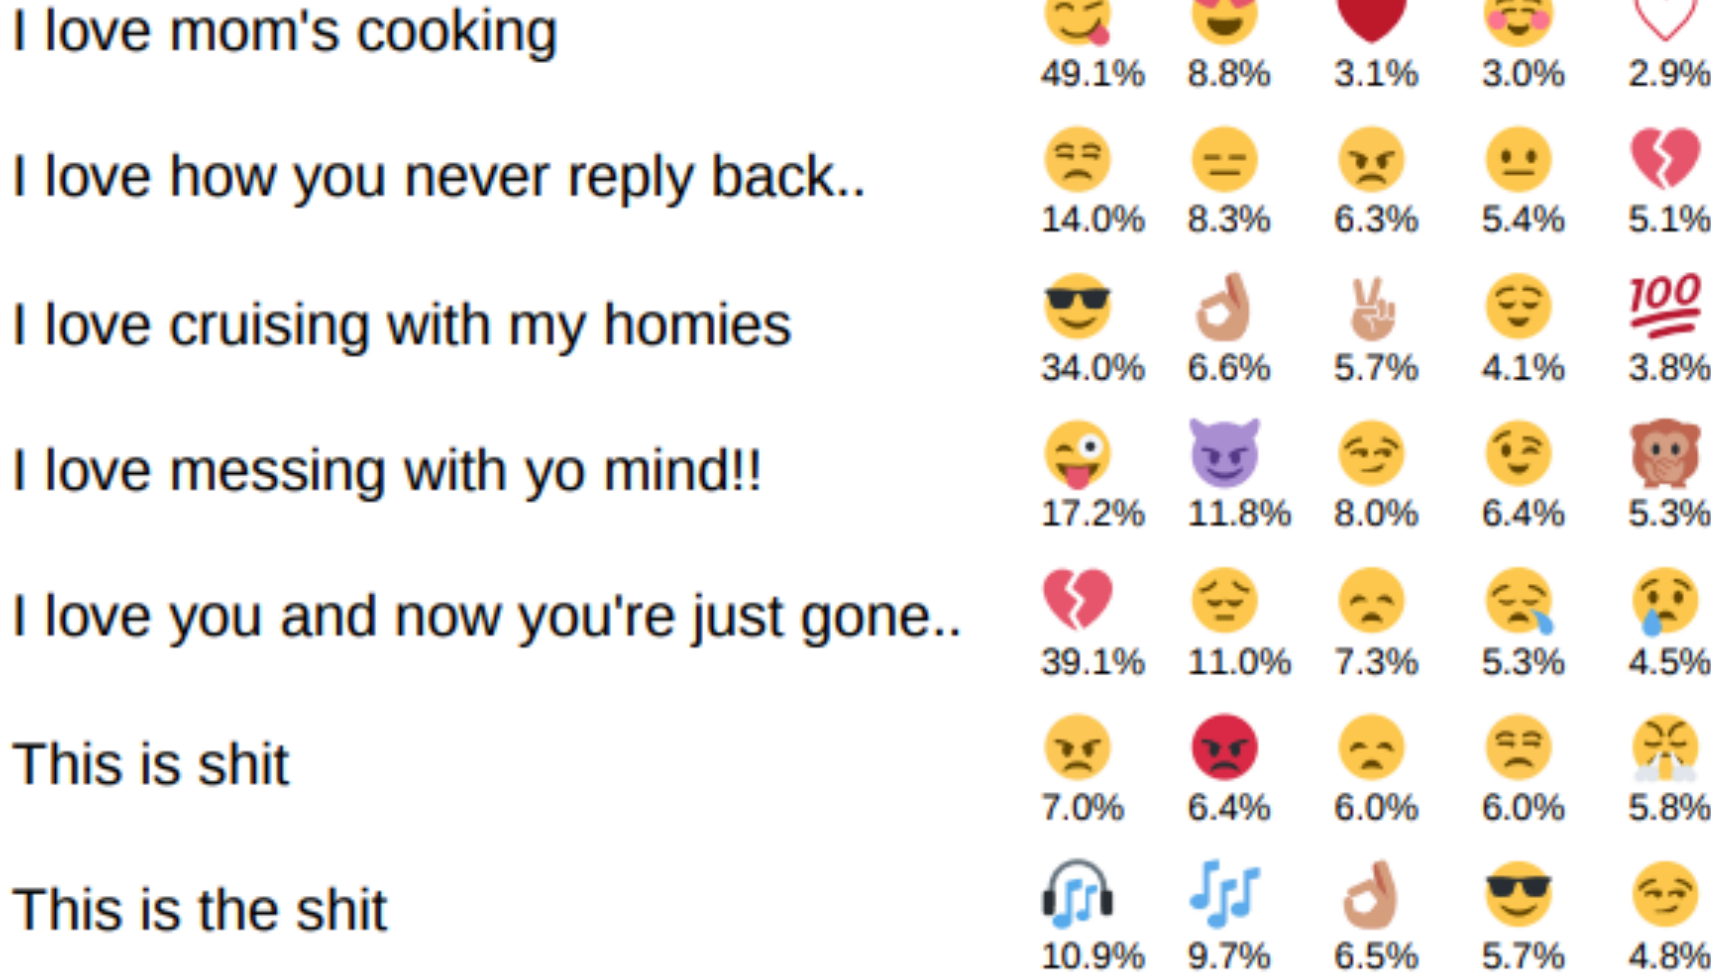 I love mom's cooking
49.1% 8.8% 3.1% 3.0% 2.9%
I love how you never reply back..
14.0% 8.3% 6.3% 5.4% 5.1%
I love cruising with my homies
100
34.0% 6.6% 5.7% 4.1% 3.8%
I love messing with yo mind!!
17.2% 11.8% 8.0% 6.4% 5.3%
I love you and now you're just gone..
39.1% 11.0% 7.3% 5.3% 4.5%
This is shit
7.0% 6.4% 6.0% 6.0% 5.8%
This is the shit
10.9% 9.7% 6.5% 5.7% 4.8%